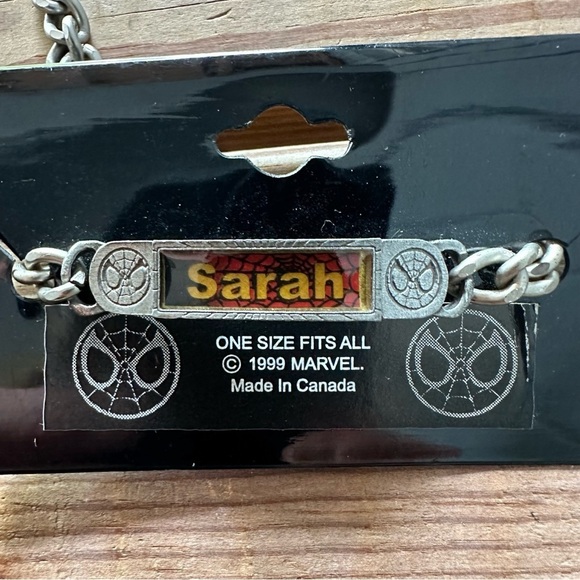 Sarah
ONE SIZE FITS ALL
© 1999 MARVEL.
Made In Canada